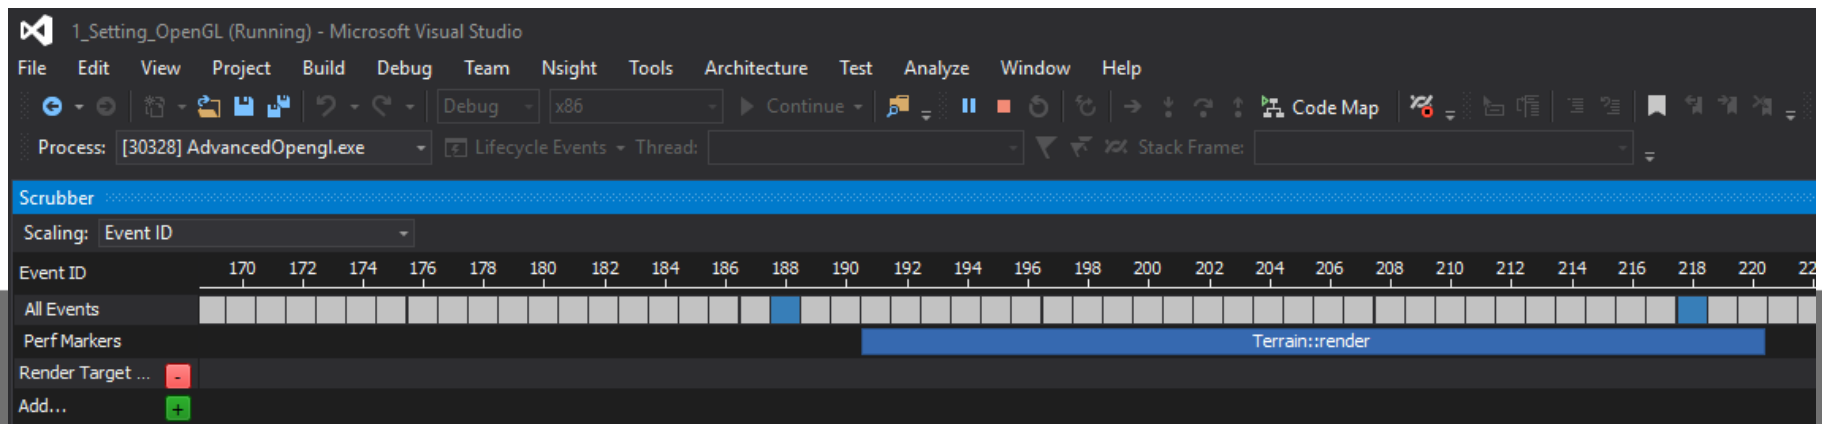 1_Setting_OpenGL (Running) - Microsoft Visual Studio
File Edit View Project Build Debug Team Nsight Tools Architecture Test Analyze Window Help
Debug x86 Continue Code Map
Process: [30328] AdvancedOpengl.exe Lifecycle Events Thread: Stack Frame:
Scrubber
Scaling: Event ID
Event ID 170 172 174 176 178 180 182 184 186 188 190 192 194 196 198 200 202 204 206 208 210 212 214 216 218 220 22
All Events
Perf Markers Terrain::render
Render Target ... -
Add... +